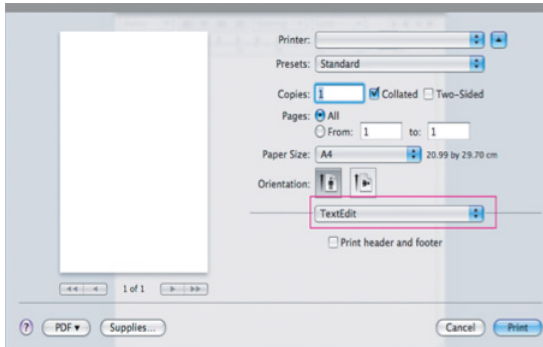 Printer:
Presets: Standard
Copies: 1 Collated Two-Sided
Pages: All
From: 1 to: 1
Paper Size: A4 20.99 by 29.70 cm
Orientation:
TextEdit
Print header and footer
1 of 1
? PDF Supplies... Cancel Print